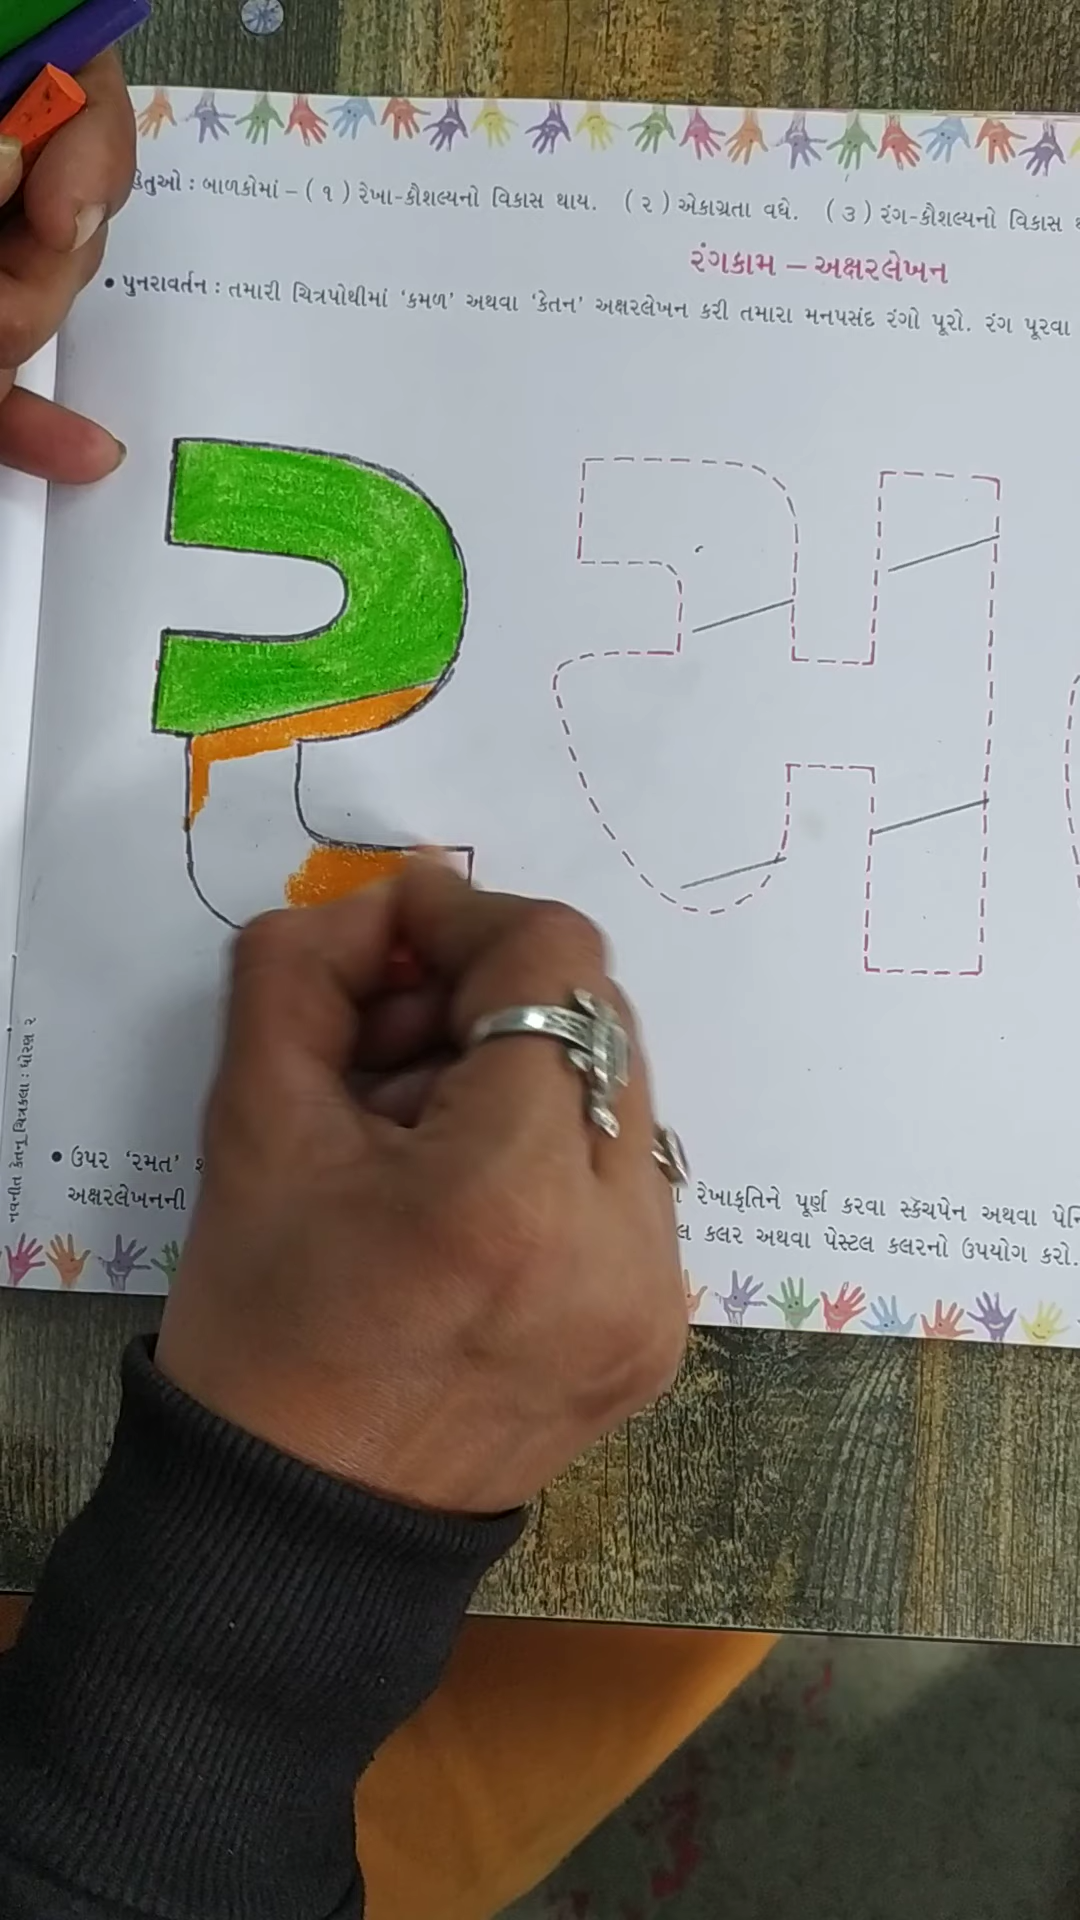 હેતુઓ : બાળકોમાં – ( ૧ ) રેખા-કૌશલ્યનો વિકાસ થાય. ( ૨ ) એકાગ્રતા વધે. ( ૩ ) રંગ-કૌશલ્યનો વિકાસ
રંગકામ – અક્ષરલેખન
• પુનરાવર્તન : તમારી ચિત્રપોથીમાં ‘કમળ’ અથવા ‘કેતન’ અક્ષરલેખન કરી તમારા મનપસંદ રંગો પૂરો. રંગ પૂરવા
ર મ
નવનીત કેતનૂ ચિત્રકલા : ધોરણ ૨
• ઉપર ‘રમત’
અક્ષરલેખનની રેખાકૃતિને પૂર્ણ કરવા સ્કૅચપેન અથવા
કલર અથવા પેસ્ટલ કલરનો ઉપયોગ કરો.